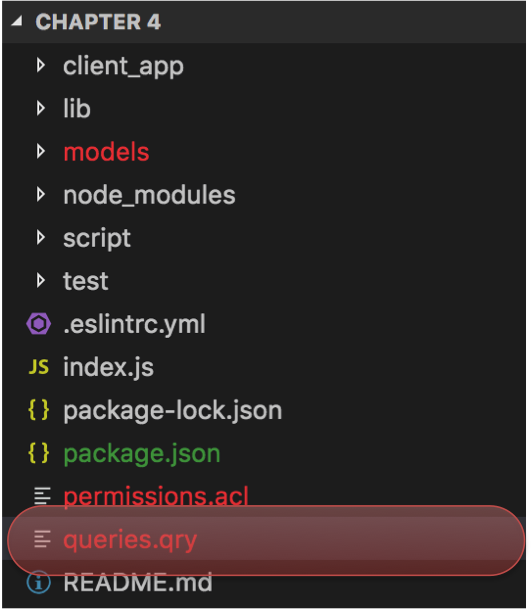 CHAPTER 4
client_app
lib
models
node_modules
script
test
.eslintrc.yml
JS index.js
{} package-lock.json
{} package.json
permissions.acl
queries.qry
i README.md